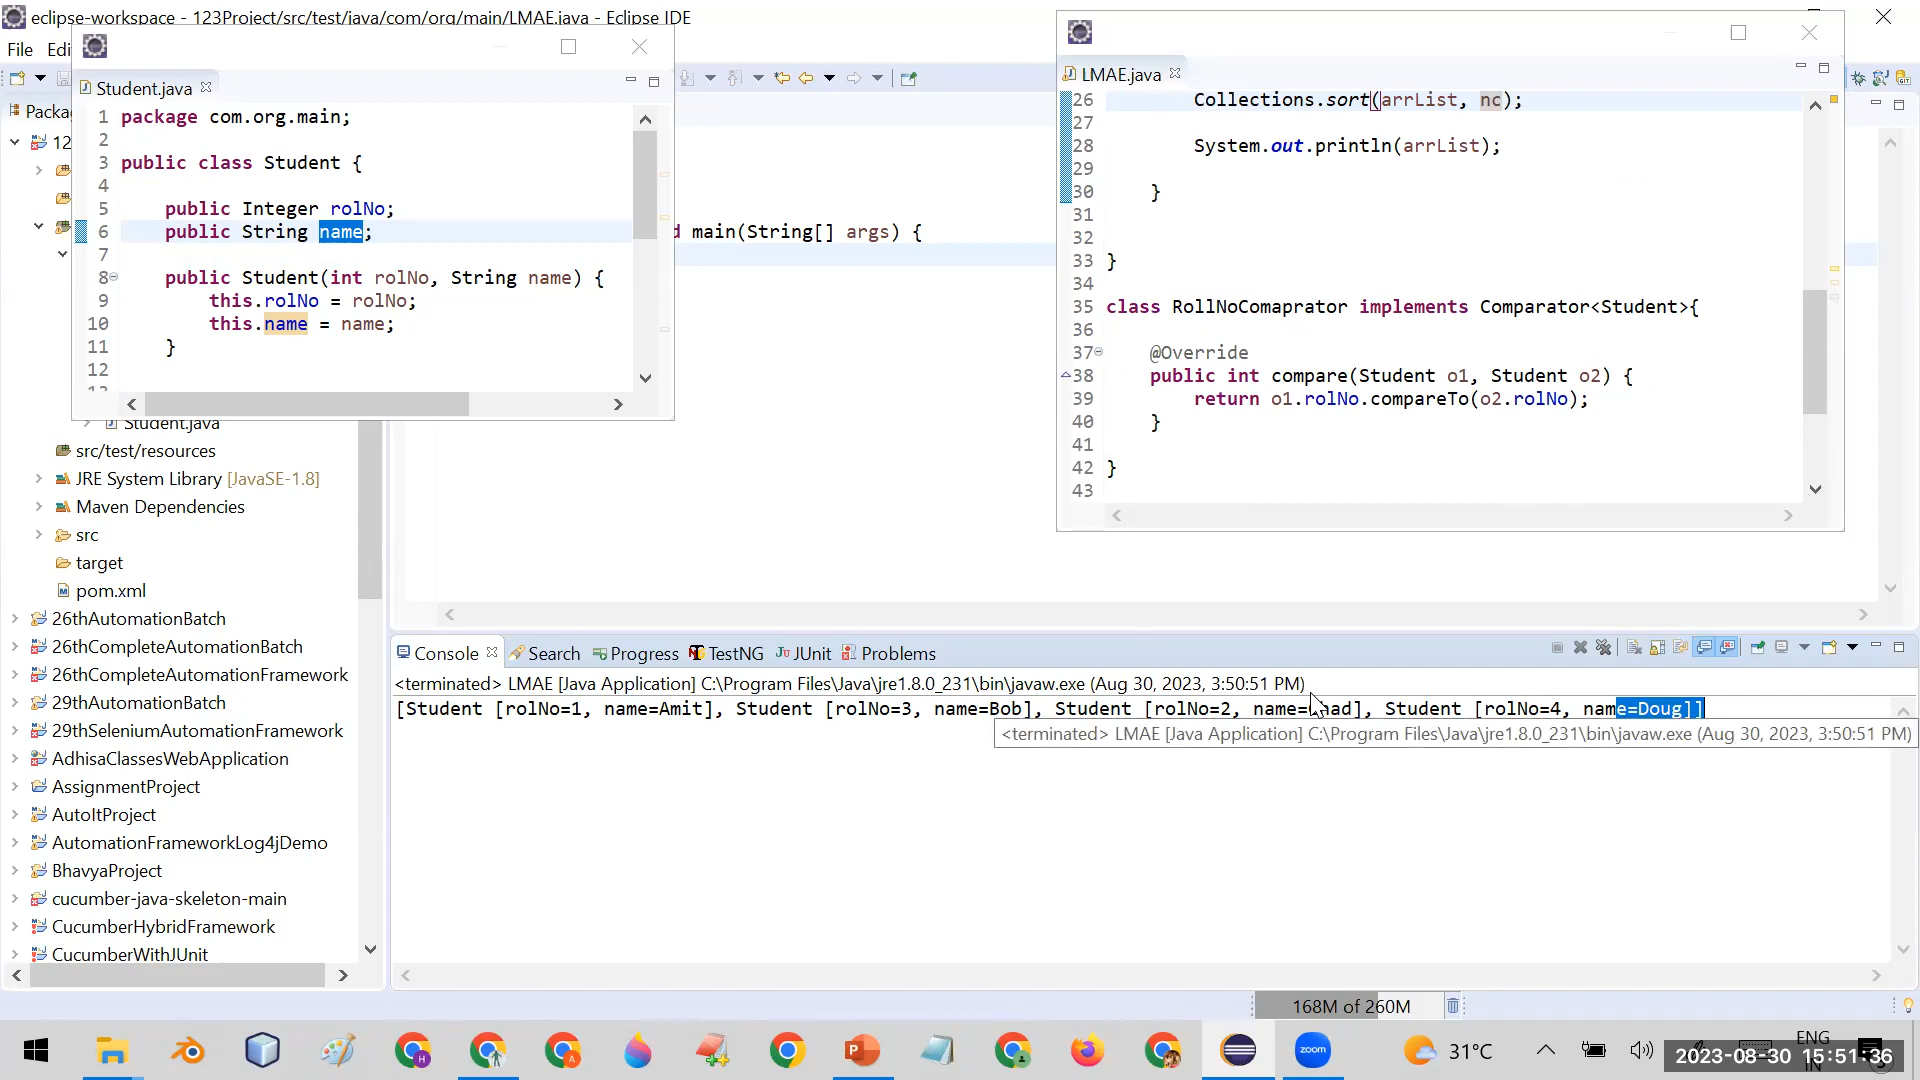 eclipse-workspace - 123Project/src/test/java/com/org/main/LMAE.java - Eclipse IDE
File Edi
Student.java
1 package com.org.main;
2
3 public class Student {
4
5 public Integer rolNo;
6 public String name;
7
8 public Student(int rolNo, String name) {
9 this.rolNo = rolNo;
10 this.name = name;
11 }
12
LMAE.java
26 Collections.sort(arrList, nc);
27
28 System.out.println(arrList);
29
30 }
31
32
33 }
34
35 class RollNoComaprator implements Comparator<Student>{
36
37 @Override
38 public int compare(Student o1, Student o2) {
39 return o1.rolNo.compareTo(o2.rolNo);
40 }
41
42 }
43
main(String[] args) {
Packa
12
Student.java
src/test/resources
JRE System Library [JavaSE-1.8]
Maven Dependencies
src
target
pom.xml
26thAutomationBatch
26thCompleteAutomationBatch
26thCompleteAutomationFramework
29thAutomationBatch
29thSeleniumAutomationFramework
AdhisaClassesWebApplication
AssignmentProject
AutoItProject
AutomationFrameworkLog4jDemo
BhavyaProject
cucumber-java-skeleton-main
CucumberHybridFramework
CucumberWithJUnit
Console Search Progress TestNG JUnit Problems
<terminated> LMAE [Java Application] C:\Program Files\Java\jre1.8.0_231\bin\javaw.exe (Aug 30, 2023, 3:50:51 PM)
[Student [rolNo=1, name=Amit], Student [rolNo=3, name=Bob], Student [rolNo=2, name=Chad], Student [rolNo=4, name=Doug]]
<terminated> LMAE [Java Application] C:\Program Files\Java\jre1.8.0_231\bin\javaw.exe (Aug 30, 2023, 3:50:51 PM)
168M of 260M
zoom
31°C
ENG
IN
2023-08-30 15:51:36